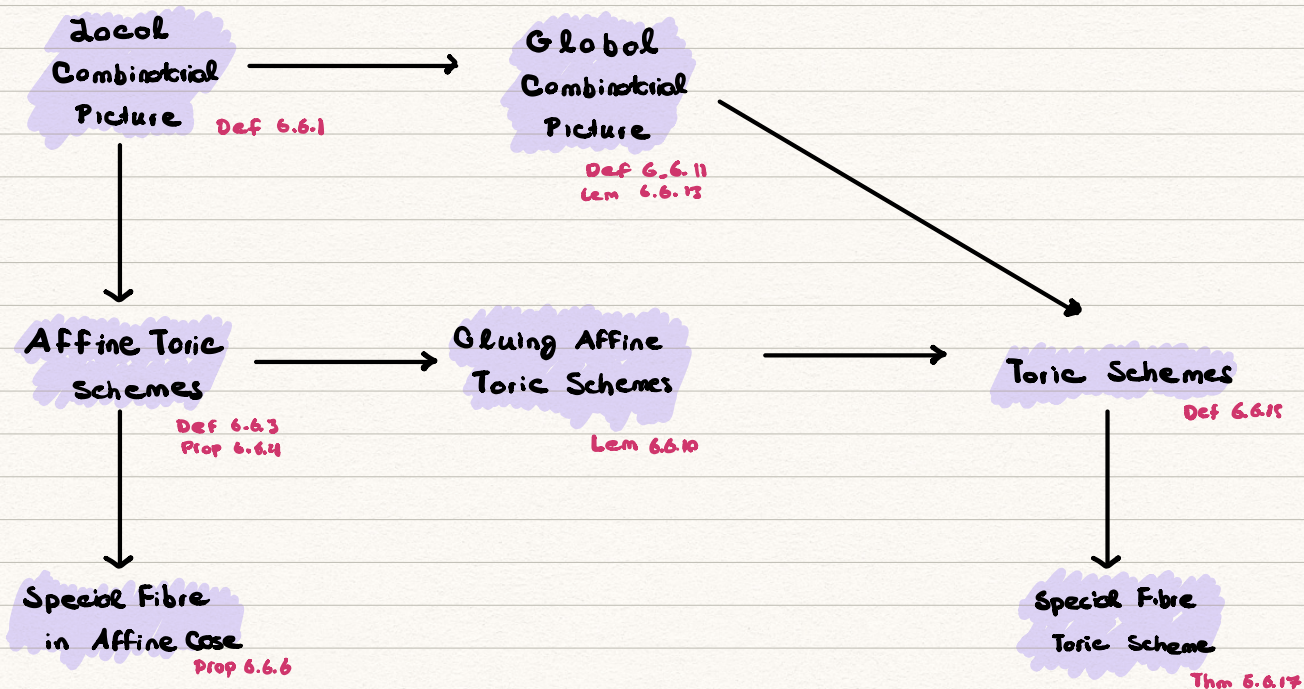 Local
Combinatorial
Picture
Def 6.6.1
Global
Combinatorial
Picture
Def 6.6.11
Lem 6.6.13
Affine Toric
Schemes
Def 6.6.3
Prop 6.6.4
Gluing Affine
Toric Schemes
Lem 6.6.10
Toric Schemes
Def 6.6.15
Special Fibre
in Affine Case
Prop 6.6.6
Special Fibre
Toric Scheme
Thm 6.6.17